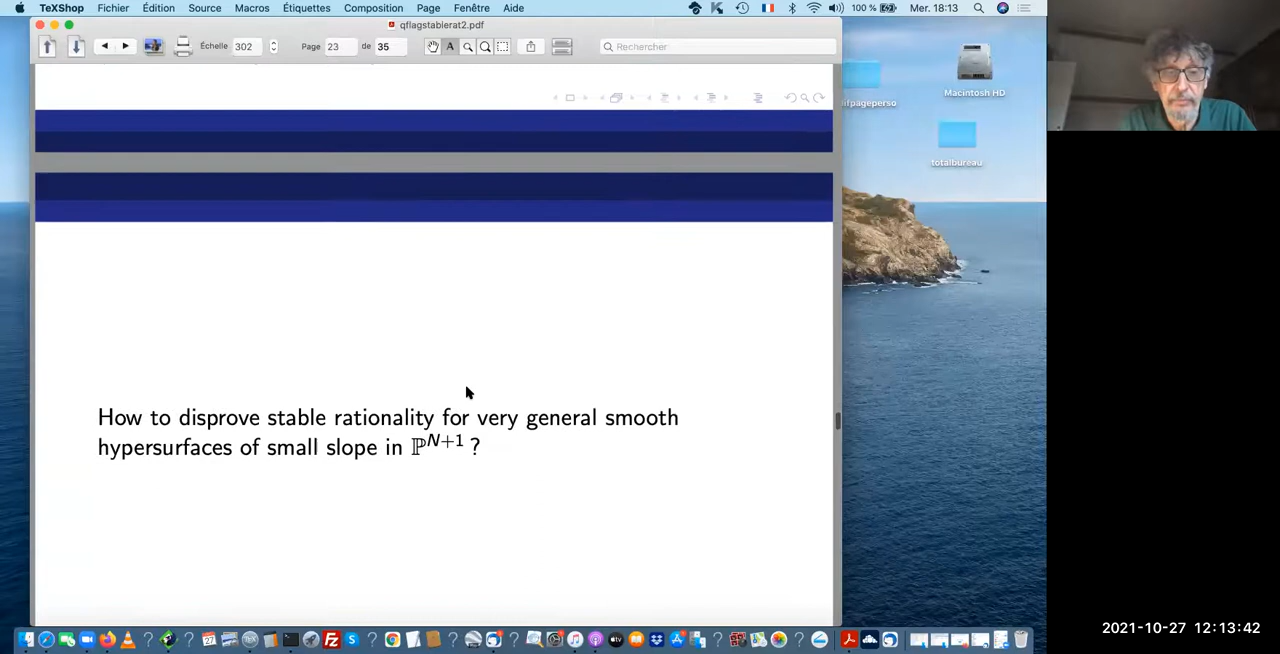 TeXShop Fichier Édition Source Macros Étiquettes Composition Page Fenêtre Aide 100 % Mer. 18:13
qflagstablerat2.pdf
Échelle 302 Page 23 de 35 Rechercher
Macintosh HD
lifpageperso
totalbureau
How to disprove stable rationality for very general smooth
hypersurfaces of small slope in ℙᴺ⁺¹ ?
2021-10-27 12:13:42